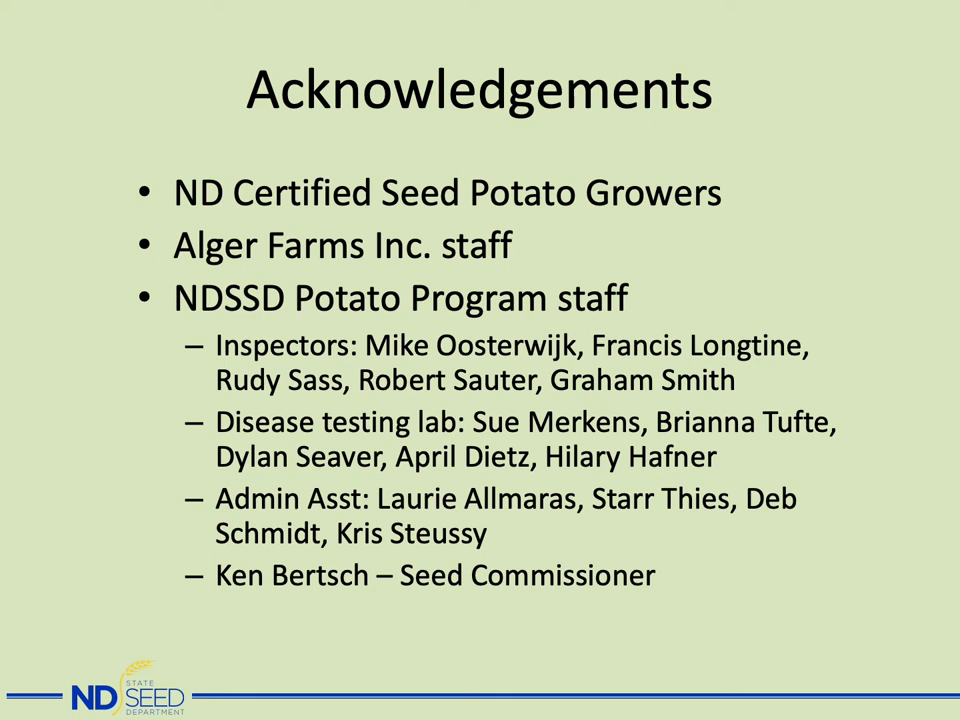 Acknowledgements
• ND Certified Seed Potato Growers
• Alger Farms Inc. staff
• NDSSD Potato Program staff
– Inspectors: Mike Oosterwijk, Francis Longtine,
Rudy Sass, Robert Sauter, Graham Smith
– Disease testing lab: Sue Merkens, Brianna Tufte,
Dylan Seaver, April Dietz, Hilary Hafner
– Admin Asst: Laurie Allmaras, Starr Thies, Deb
Schmidt, Kris Steussy
– Ken Bertsch – Seed Commissioner
ND STATE
SEED
DEPARTMENT